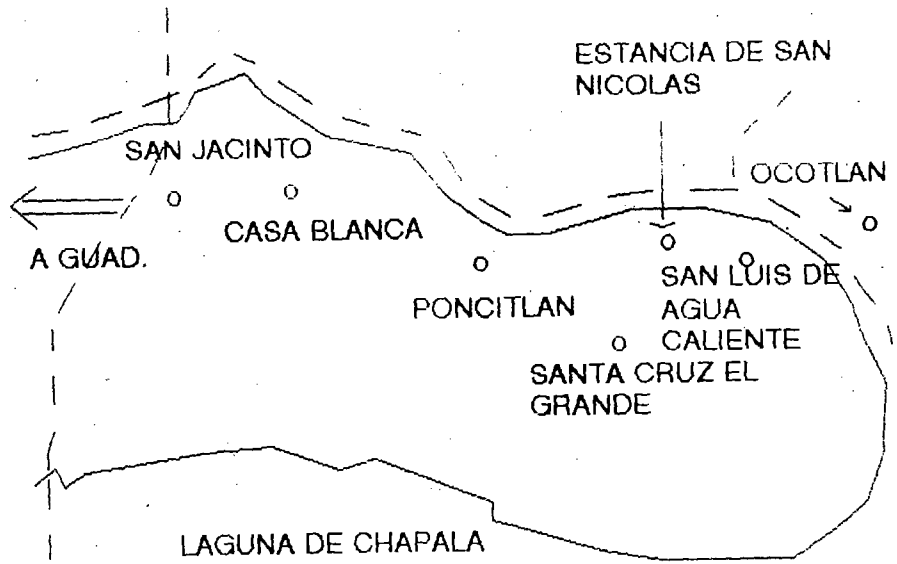 ESTANCIA DE SAN
NICOLAS
SAN JACINTO
OCOTLAN
CASA BLANCA
A GUAD.
PONCITLAN
SAN LUIS DE
AGUA
CALIENTE
SANTA CRUZ EL
GRANDE
LAGUNA DE CHAPALA